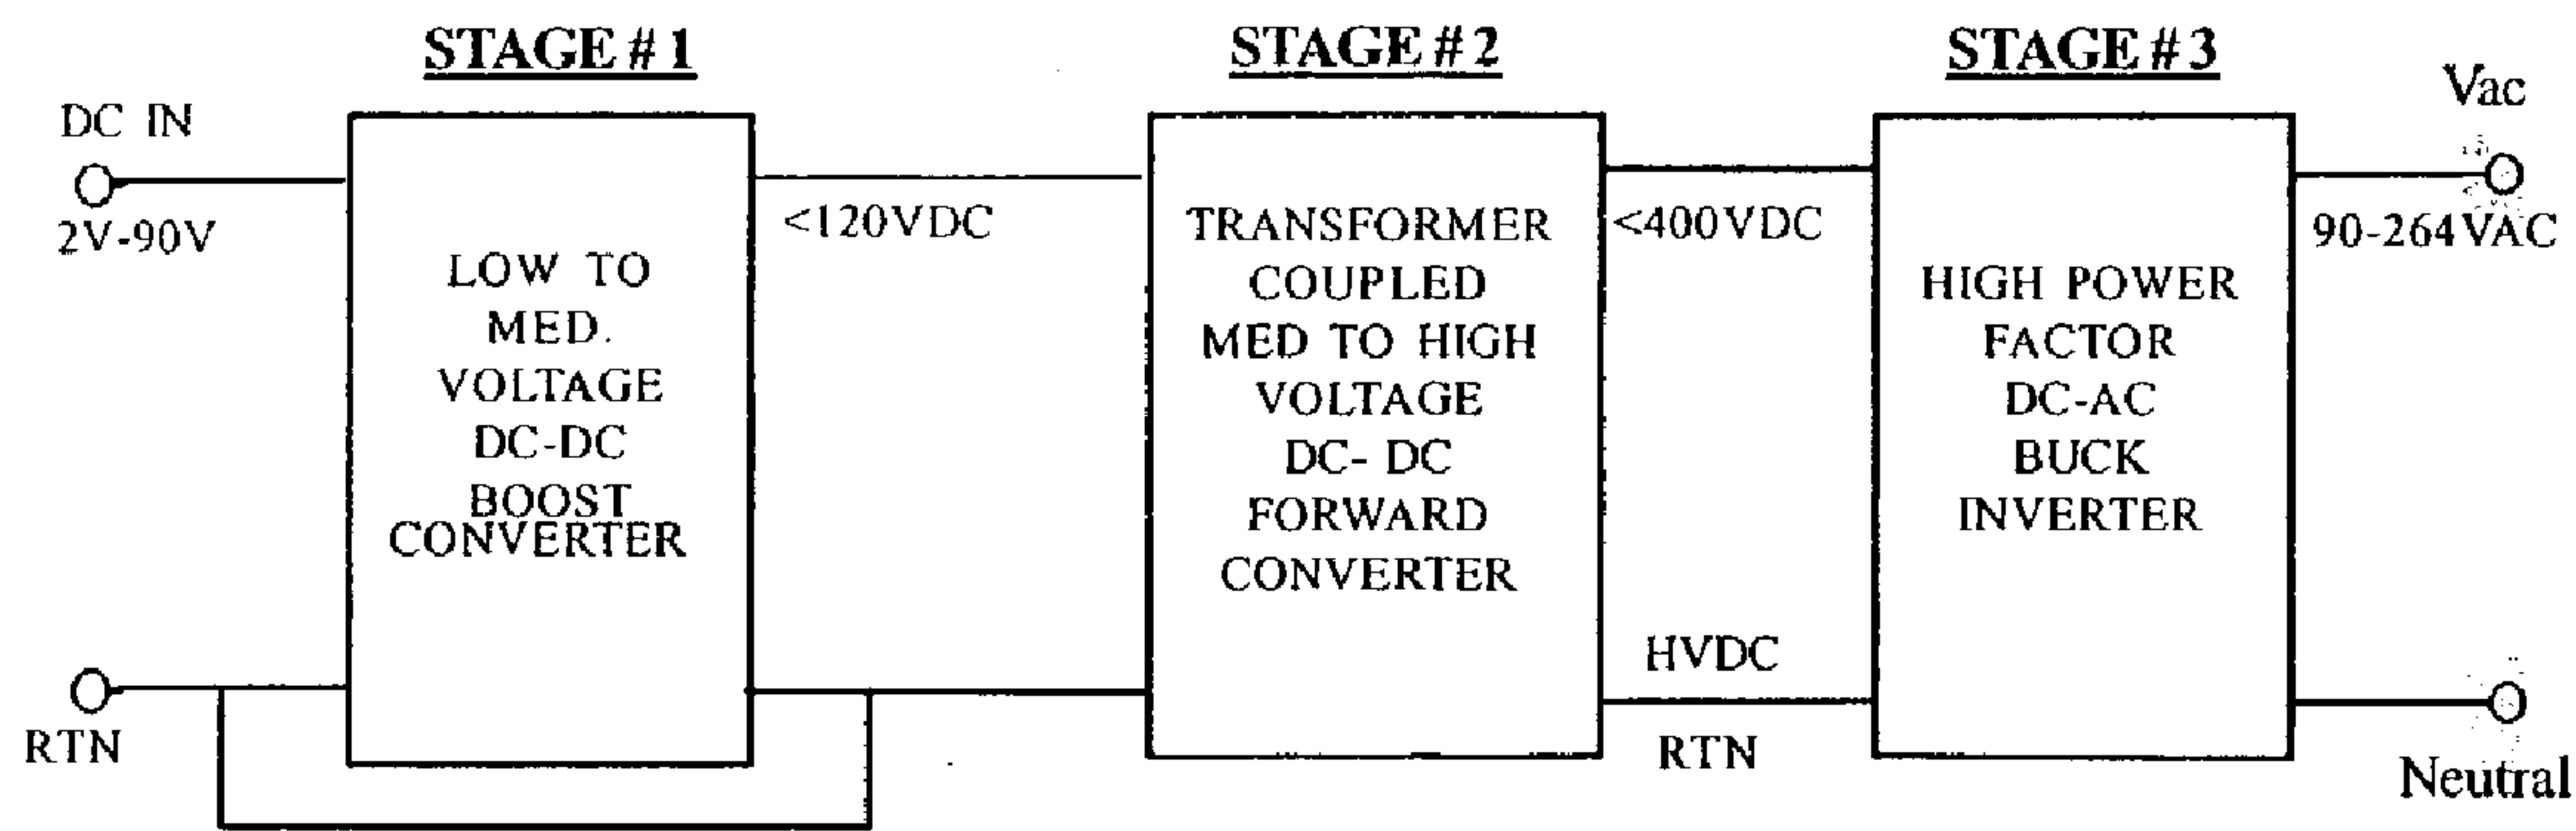 STAGE # 1
STAGE # 2
STAGE # 3
DC IN
2V-90V
RTN
LOW TO
MED.
VOLTAGE
DC-DC
BOOST
CONVERTER
<120VDC
TRANSFORMER
COUPLED
MED TO HIGH
VOLTAGE
DC- DC
FORWARD
CONVERTER
<400VDC
HVDC
RTN
HIGH POWER
FACTOR
DC-AC
BUCK
INVERTER
Vac
90-264VAC
Neutral